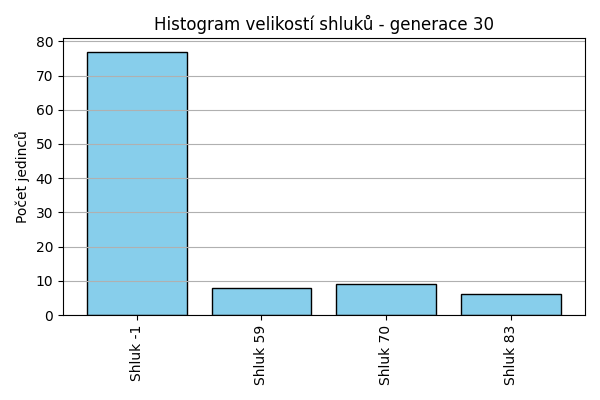 Histogram velikostí shluků - generace 30
Počet jedinců
80
70
60
50
40
30
20
10
0
Shluk -1
Shluk 59
Shluk 70
Shluk 83